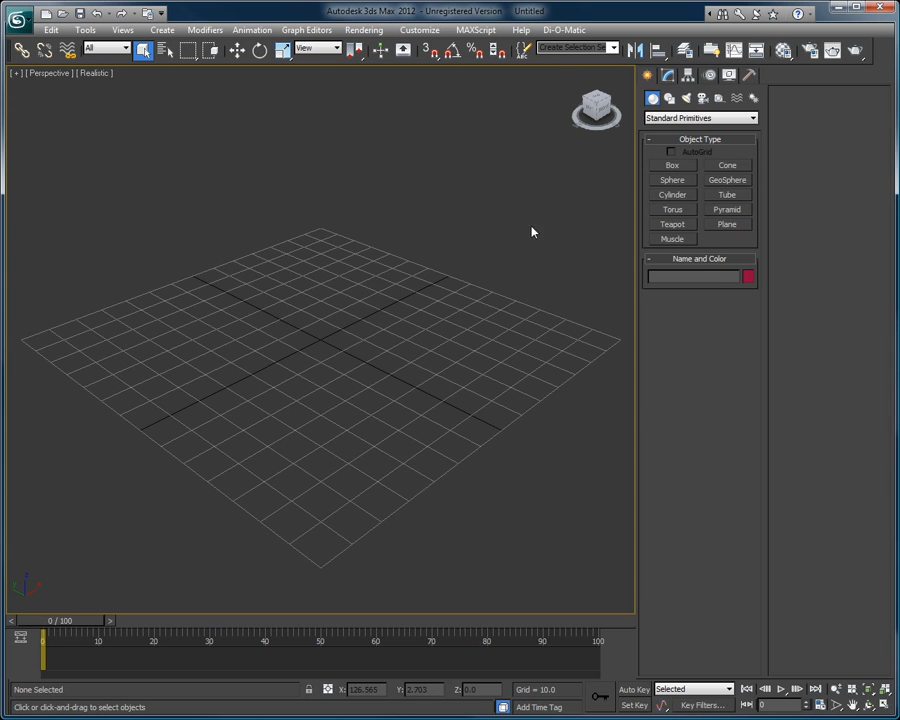 Autodesk 3ds Max 2012 - Unregistered Version Untitled
Edit Tools Views Group Create Modifiers Animation Graph Editors Rendering Customize MAXScript Help Di-O-Matic
All View 3 Create Selection Se
[ + ] [ Perspective ] [ Realistic ]
Standard Primitives
- Object Type
AutoGrid
Box Cone
Sphere GeoSphere
Cylinder Tube
Torus Pyramid
Teapot Plane
Muscle
- Name and Color
< 0 / 100 >
0 10 20 30 40 50 60 70 80 90 100
None Selected X: 126.565 Y: 2.703 Z: 0.0 Grid = 10.0 Auto Key Selected
Click or click-and-drag to select objects Add Time Tag Set Key Key Filters... 0